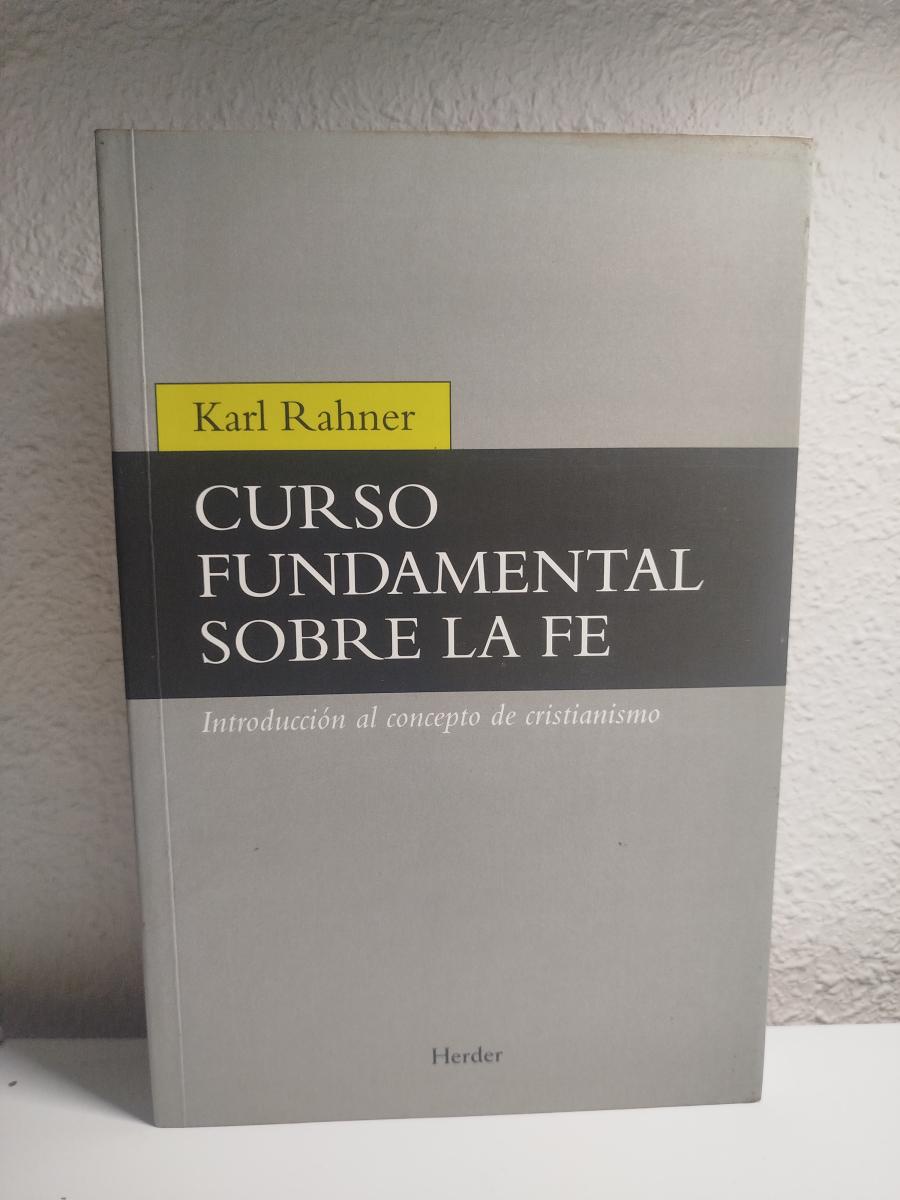 Karl Rahner
CURSO
FUNDAMENTAL
SOBRE LA FE
Introducción al concepto de cristianismo
Herder